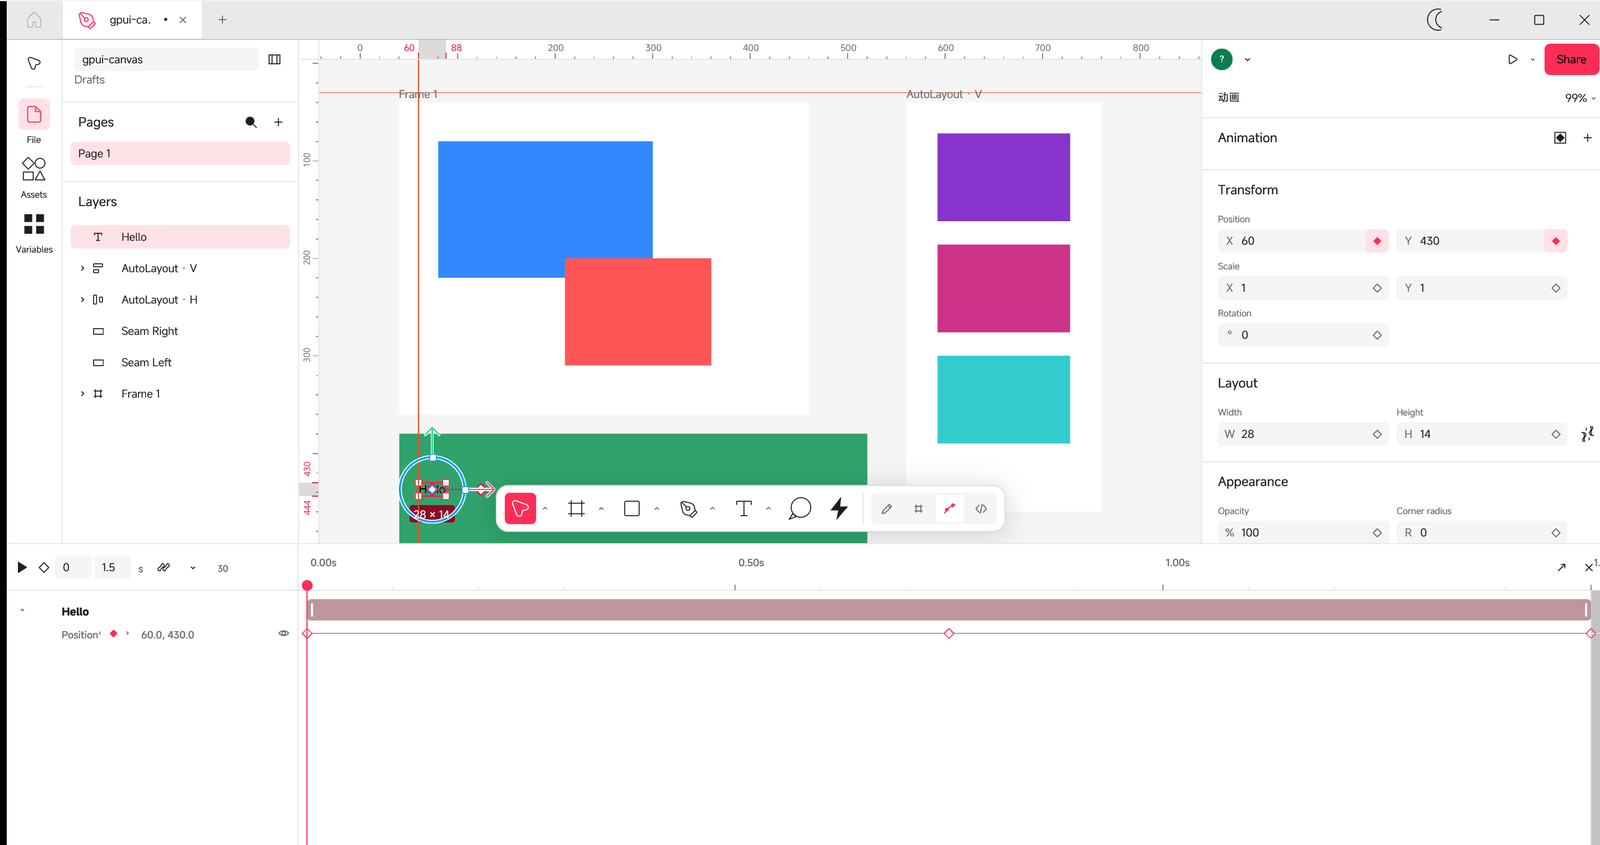 gpui-ca.
gpui-canvas
Drafts
File
Assets
Variables
Pages
Page 1
Layers
Hello
AutoLayout · V
AutoLayout · H
Seam Right
Seam Left
Frame 1
0 60 88 200 300 400 500 600 700 800
100
200
300
430
444
Frame 1
AutoLayout · V
28 × 14
?
Share
动画
99%
Animation
Transform
Position
X 60
Y 430
Scale
X 1
Y 1
Rotation
° 0
Layout
Width
Height
W 28
H 14
Appearance
Opacity
Corner radius
% 100
R 0
0 1.5 s 30
0.00s 0.50s 1.00s
Hello
Position
60.0, 430.0